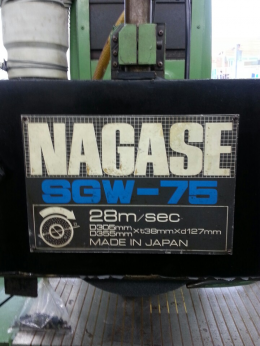 NAGASE
SGW-75
28m/sec
D305mm
D355mm×t38mm×d127mm
MADE IN JAPAN